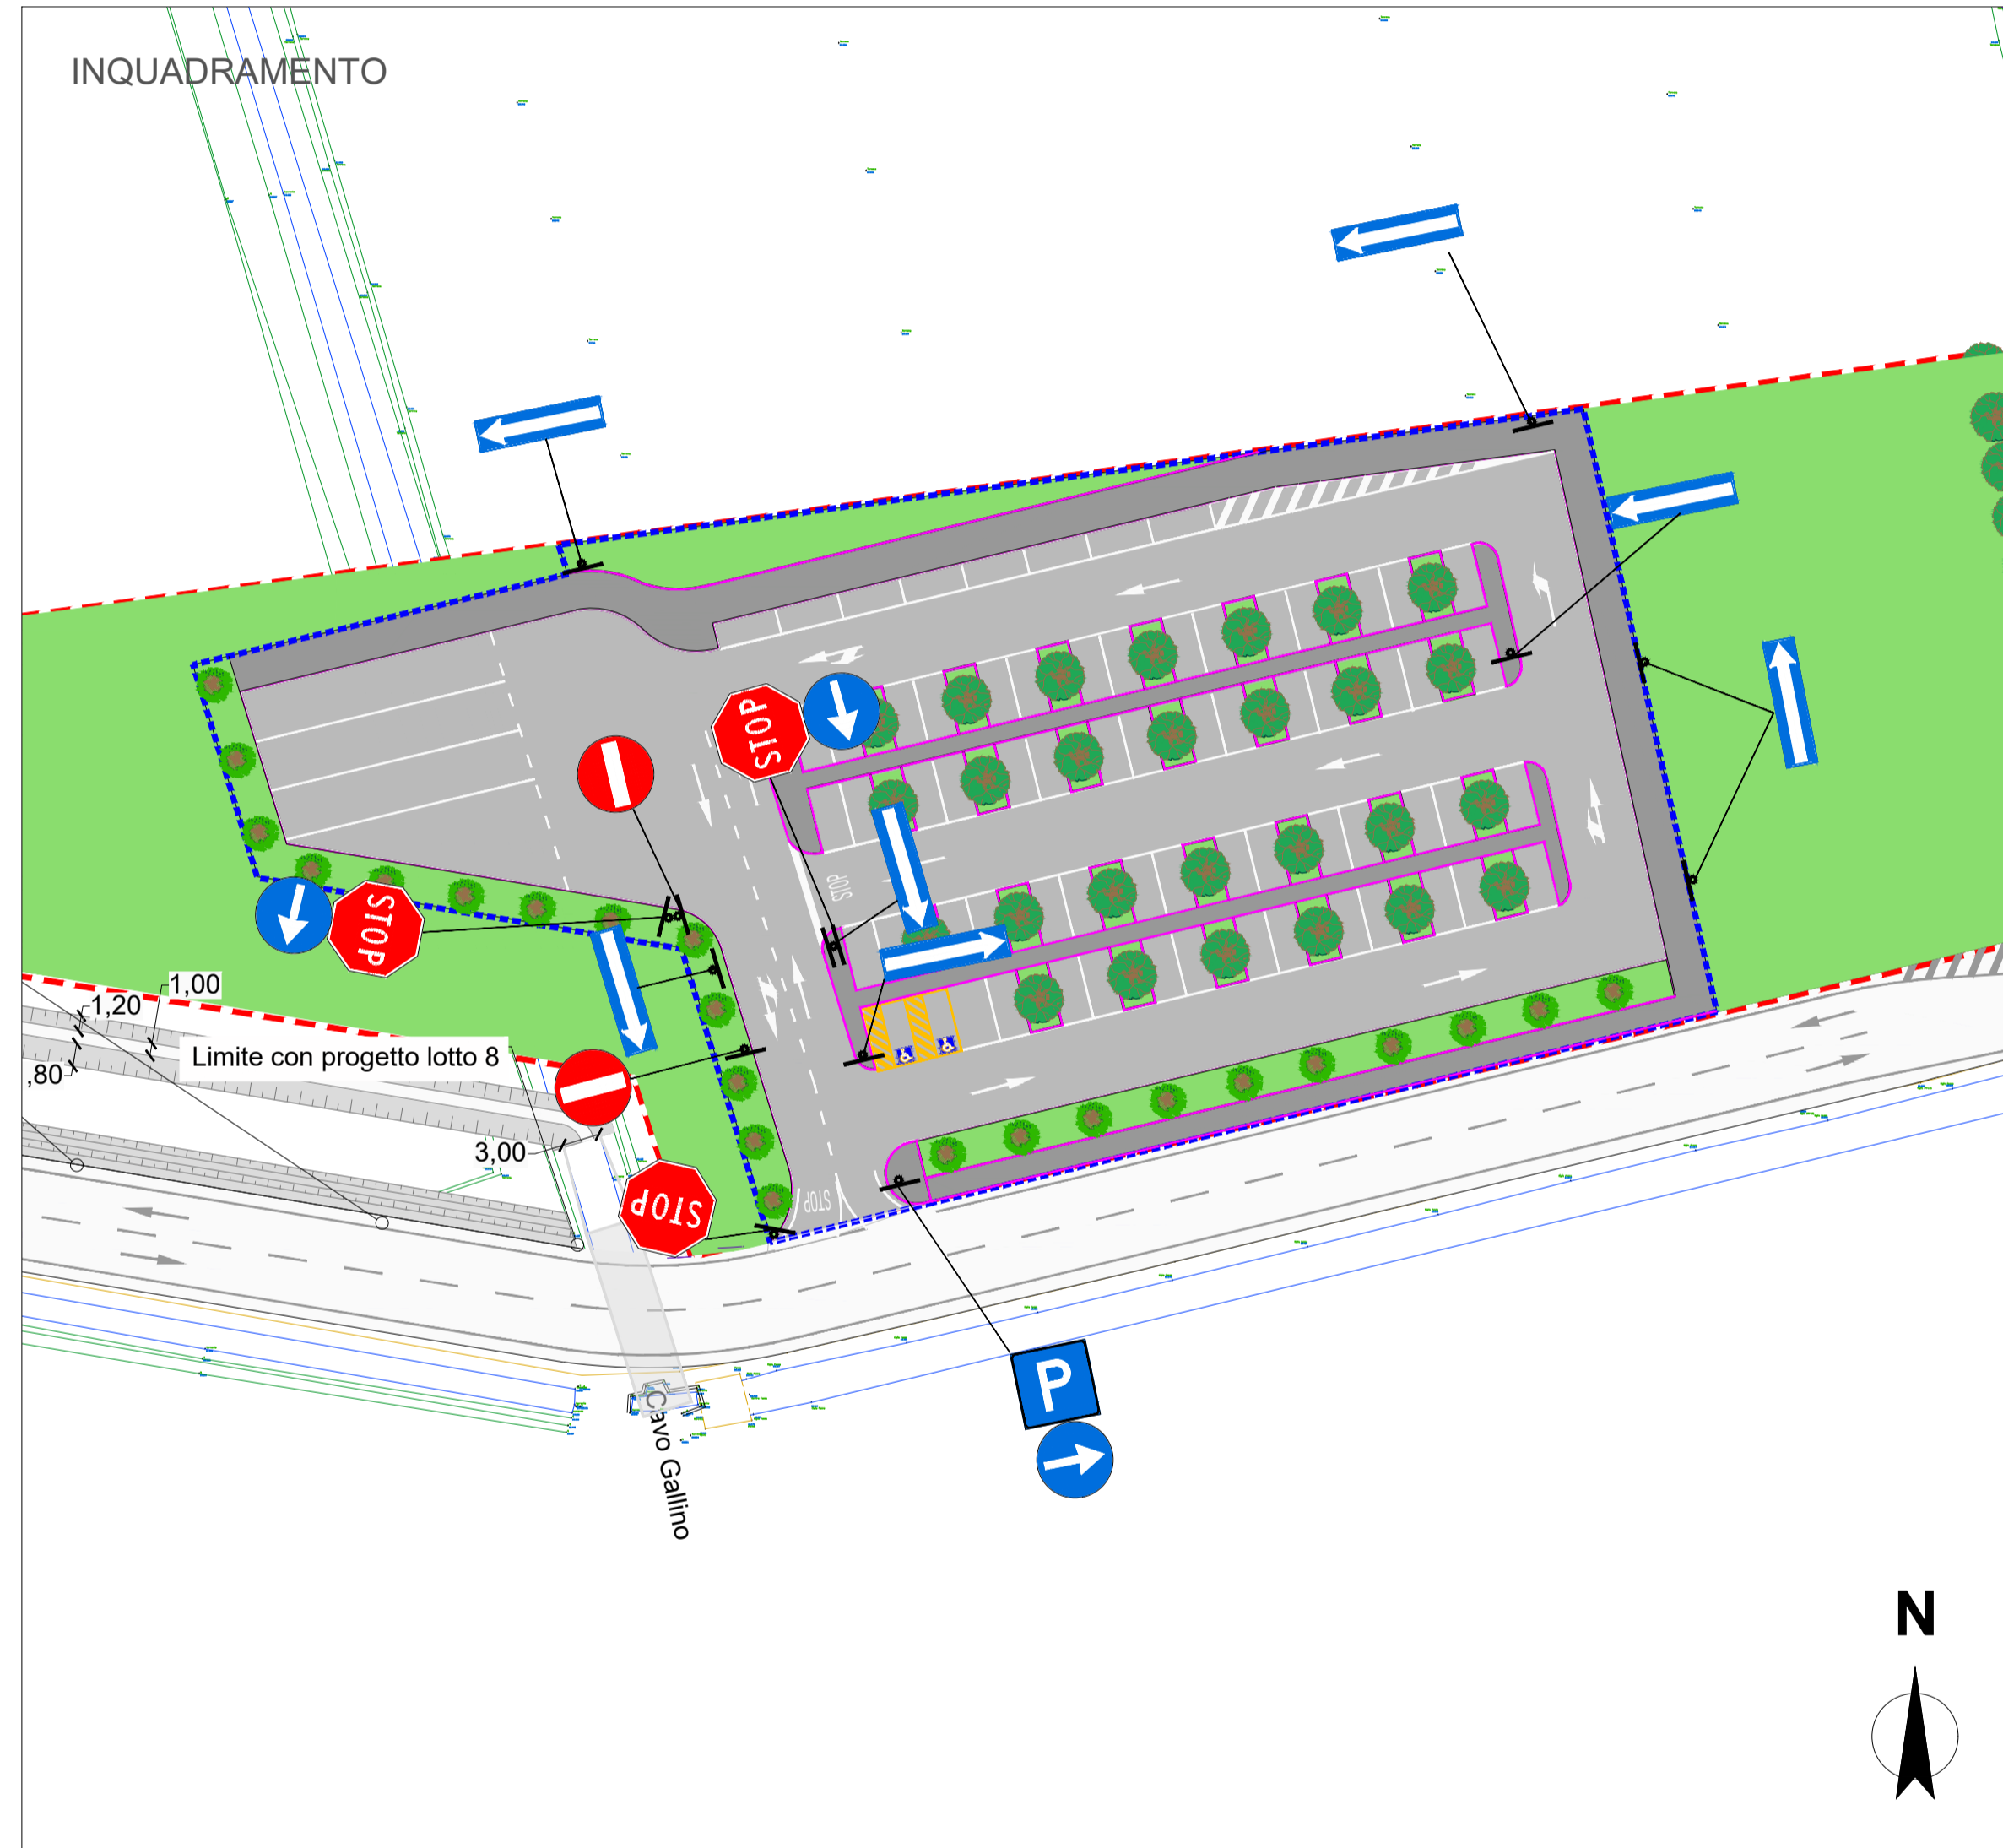 INQUADRAMENTO
STOP
STOP
STOP
1,00
1,20
Limite con progetto lotto 8
,80
3,00
STOP
STOP
P
Cavo Gallino
N